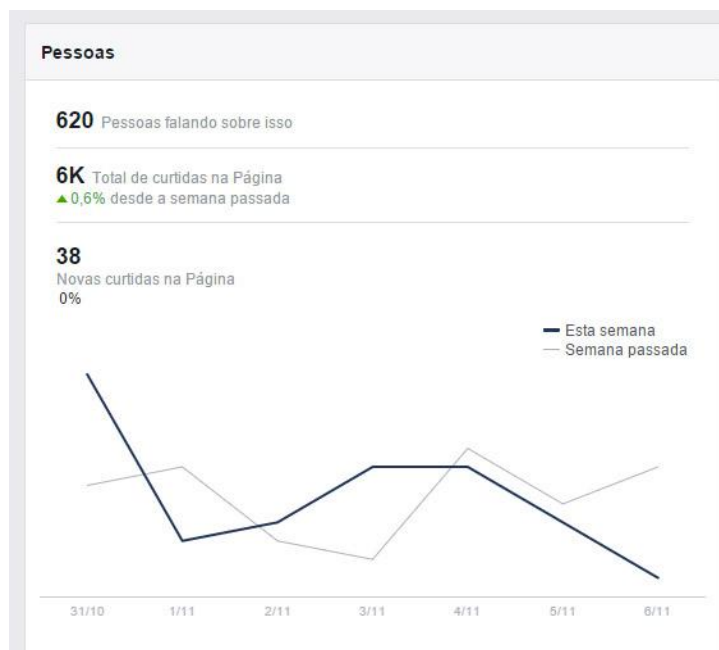 Pessoas
620 Pessoas falando sobre isso
6K Total de curtidas na Página
▲ 0,6% desde a semana passada
38
Novas curtidas na Página
0%
Esta semana
Semana passada
31/10 1/11 2/11 3/11 4/11 5/11 6/11